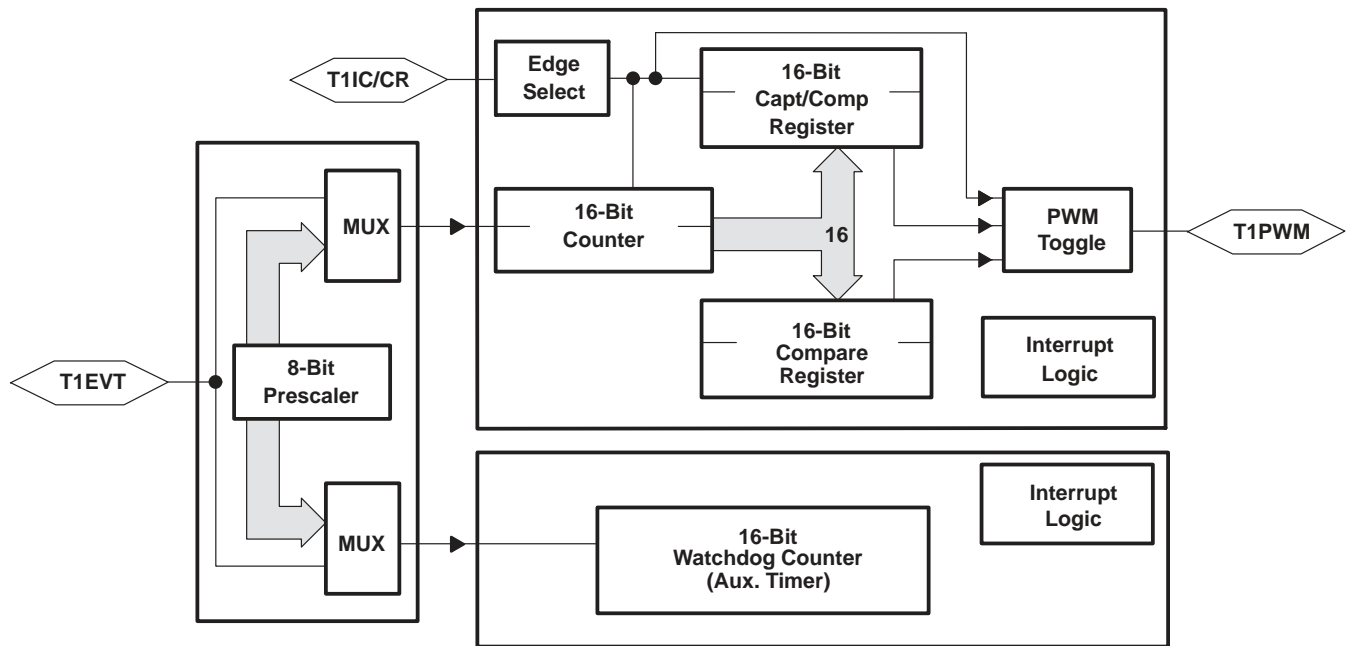 T1IC/CR
Edge
Select
16-Bit
Capt/Comp
Register
MUX
16-Bit
Counter
16
PWM
Toggle
T1PWM
T1EVT
8-Bit
Prescaler
16-Bit
Compare
Register
Interrupt
Logic
MUX
16-Bit
Watchdog Counter
(Aux. Timer)
Interrupt
Logic